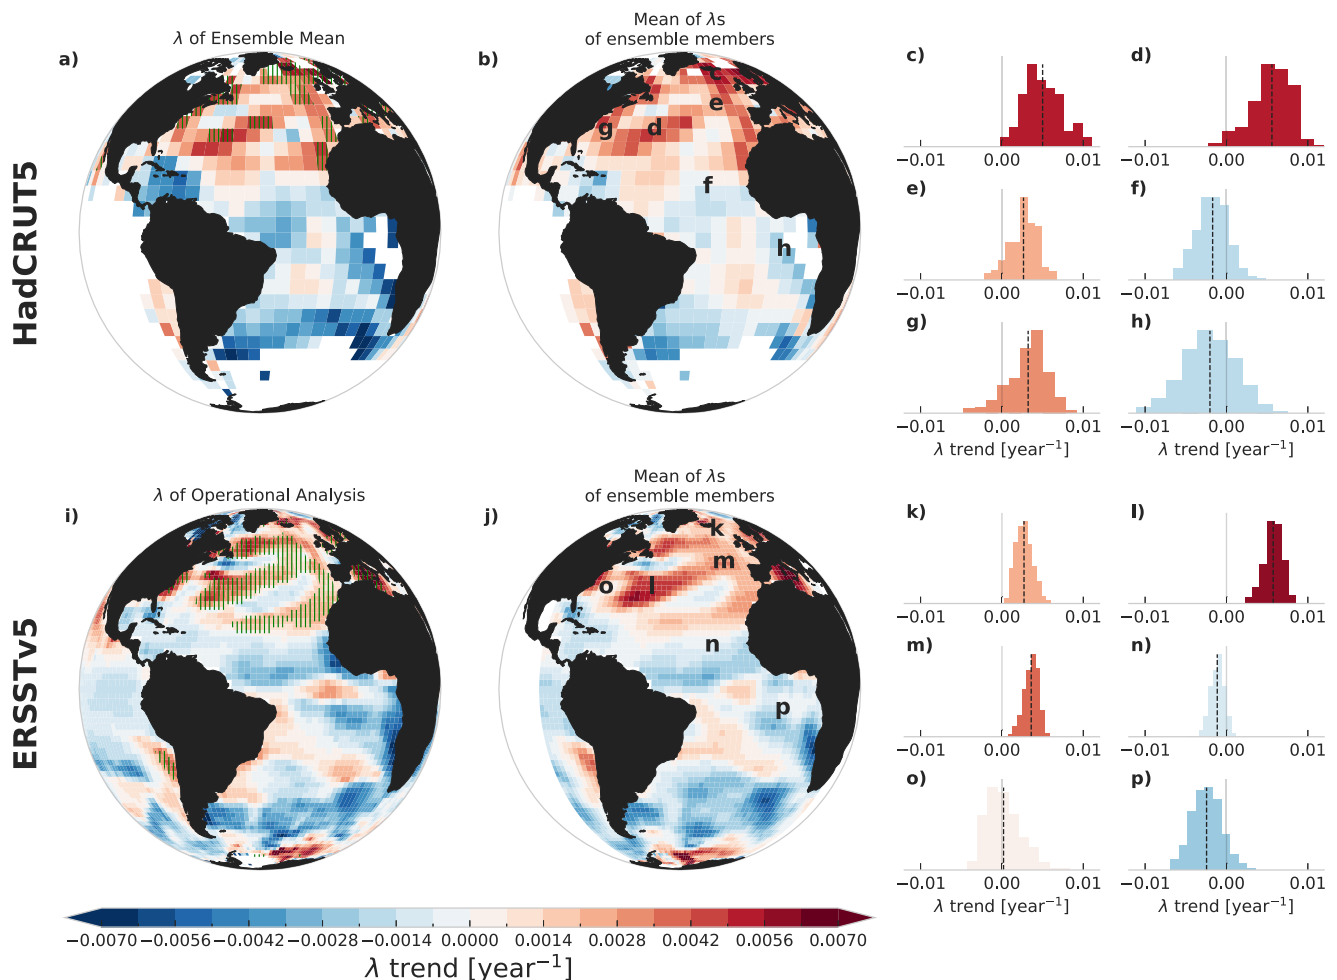 λ of Ensemble Mean
Mean of λs
of ensemble members
a)
b)
c)
d)
HadCRUT5
c
e
g
d
f
h
−0.01
0.00
0.01
−0.01
0.00
0.01
e)
f)
−0.01
0.00
0.01
−0.01
0.00
0.01
g)
h)
−0.01
0.00
0.01
−0.01
0.00
0.01
λ trend [year⁻¹]
λ trend [year⁻¹]
λ of Operational Analysis
Mean of λs
of ensemble members
i)
j)
k)
l)
ERSSTv5
k
m
o
l
n
p
−0.01
0.00
0.01
−0.01
0.00
0.01
m)
n)
−0.01
0.00
0.01
−0.01
0.00
0.01
o)
p)
−0.01
0.00
0.01
−0.01
0.00
0.01
λ trend [year⁻¹]
λ trend [year⁻¹]
−0.0070 −0.0056 −0.0042 −0.0028 −0.0014 0.0000 0.0014 0.0028 0.0042 0.0056 0.0070
λ trend [year⁻¹]